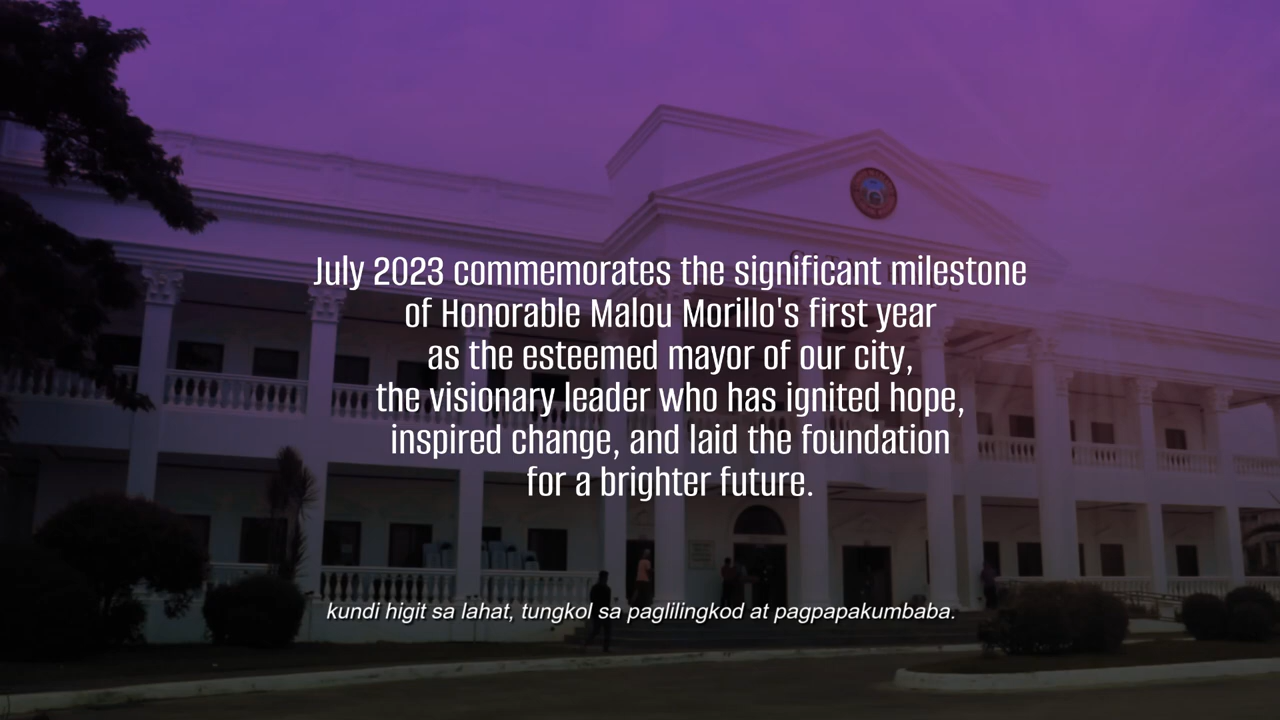 July 2023 commemorates the significant milestone
of Honorable Malou Morillo's first year
as the esteemed mayor of our city,
the visionary leader who has ignited hope,
inspired change, and laid the foundation
for a brighter future.
kundi higit sa lahat, tungkol sa paglilingkod at pagpapakumbaba.